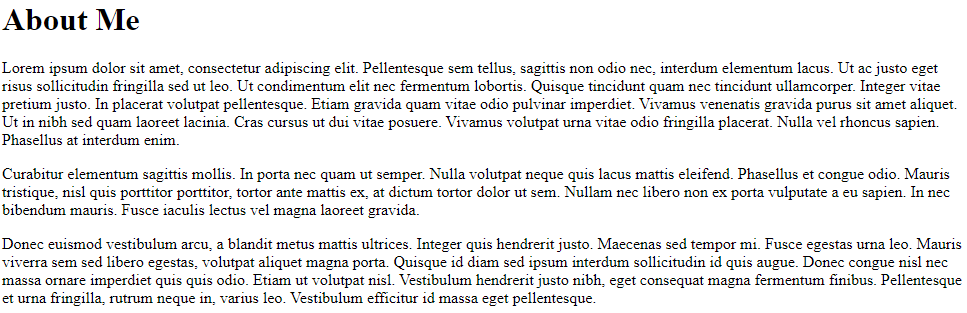 About Me
Lorem ipsum dolor sit amet, consectetur adipiscing elit. Pellentesque sem tellus, sagittis non odio nec, interdum elementum lacus. Ut ac justo eget
risus sollicitudin fringilla sed ut leo. Ut condimentum elit nec fermentum lobortis. Quisque tincidunt quam nec tincidunt ullamcorper. Integer vitae
pretium justo. In placerat volutpat pellentesque. Etiam gravida quam vitae odio pulvinar imperdiet. Vivamus venenatis gravida purus sit amet aliquet.
Ut in nibh sed quam laoreet lacinia. Cras cursus ut dui vitae posuere. Vivamus volutpat urna vitae odio fringilla placerat. Nulla vel rhoncus sapien.
Phasellus at interdum enim.
Curabitur elementum sagittis mollis. In porta nec quam ut semper. Nulla volutpat neque quis lacus mattis eleifend. Phasellus et congue odio. Mauris
tristique, nisl quis porttitor porttitor, tortor ante mattis ex, at dictum tortor dolor ut sem. Nullam nec libero non ex porta vulputate a eu sapien. In nec
bibendum mauris. Fusce iaculis lectus vel magna laoreet gravida.
Donec euismod vestibulum arcu, a blandit metus mattis ultrices. Integer quis hendrerit justo. Maecenas sed tempor mi. Fusce egestas urna leo. Mauris
viverra sem sed libero egestas, volutpat aliquet magna porta. Quisque id diam sed ipsum interdum sollicitudin id quis augue. Donec congue nisl nec
massa ornare imperdiet quis quis odio. Etiam ut volutpat nisl. Vestibulum hendrerit justo nibh, eget consequat magna fermentum finibus. Pellentesque
et urna fringilla, rutrum neque in, varius leo. Vestibulum efficitur id massa eget pellentesque.